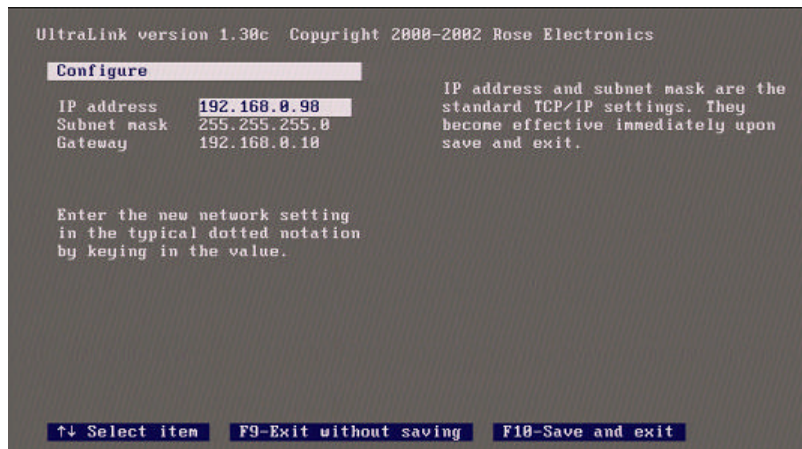 UltraLink version 1.30c  Copyright 2000-2002 Rose Electronics
Configure
IP address 192.168.0.98
Subnet mask 255.255.255.0
Gateway 192.168.0.10
Enter the new network setting
in the typical dotted notation
by keying in the value.
IP address and subnet mask are the
standard TCP/IP settings. They
become effective immediately upon
save and exit.
↑↓ Select item F9-Exit without saving F10-Save and exit